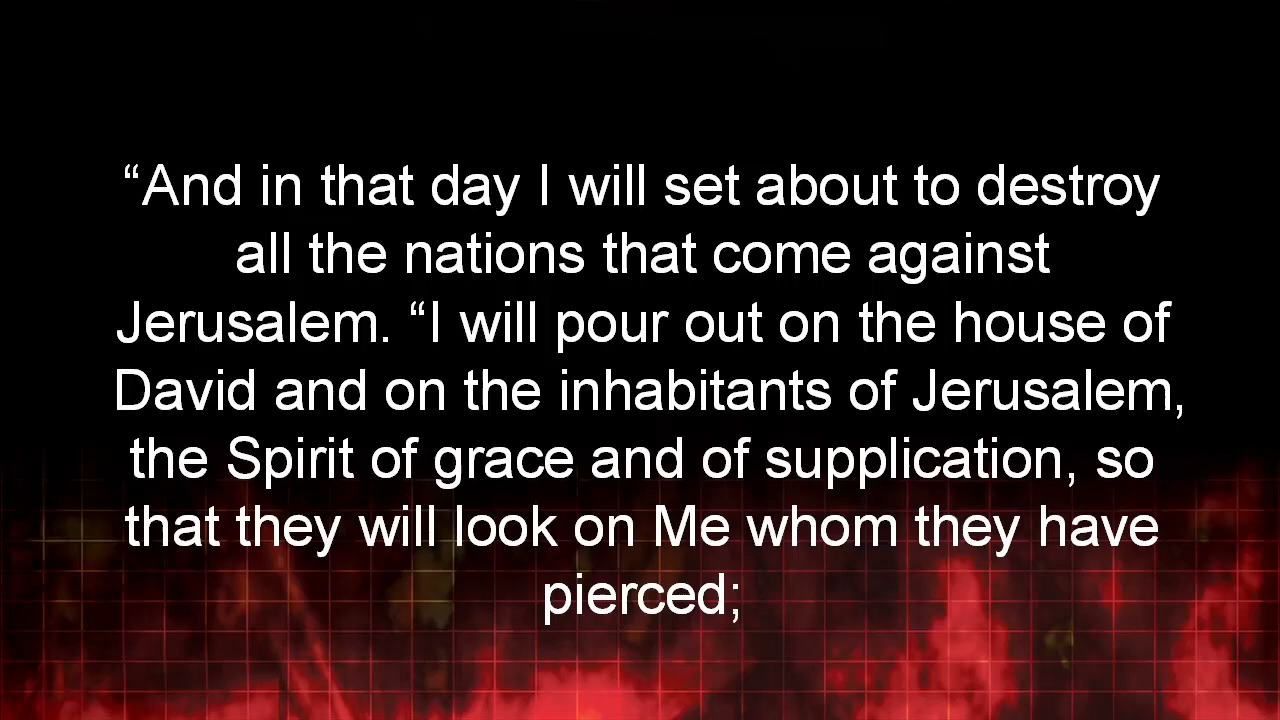 “And in that day I will set about to destroy
all the nations that come against
Jerusalem. “I will pour out on the house of
David and on the inhabitants of Jerusalem,
the Spirit of grace and of supplication, so
that they will look on Me whom they have
pierced;